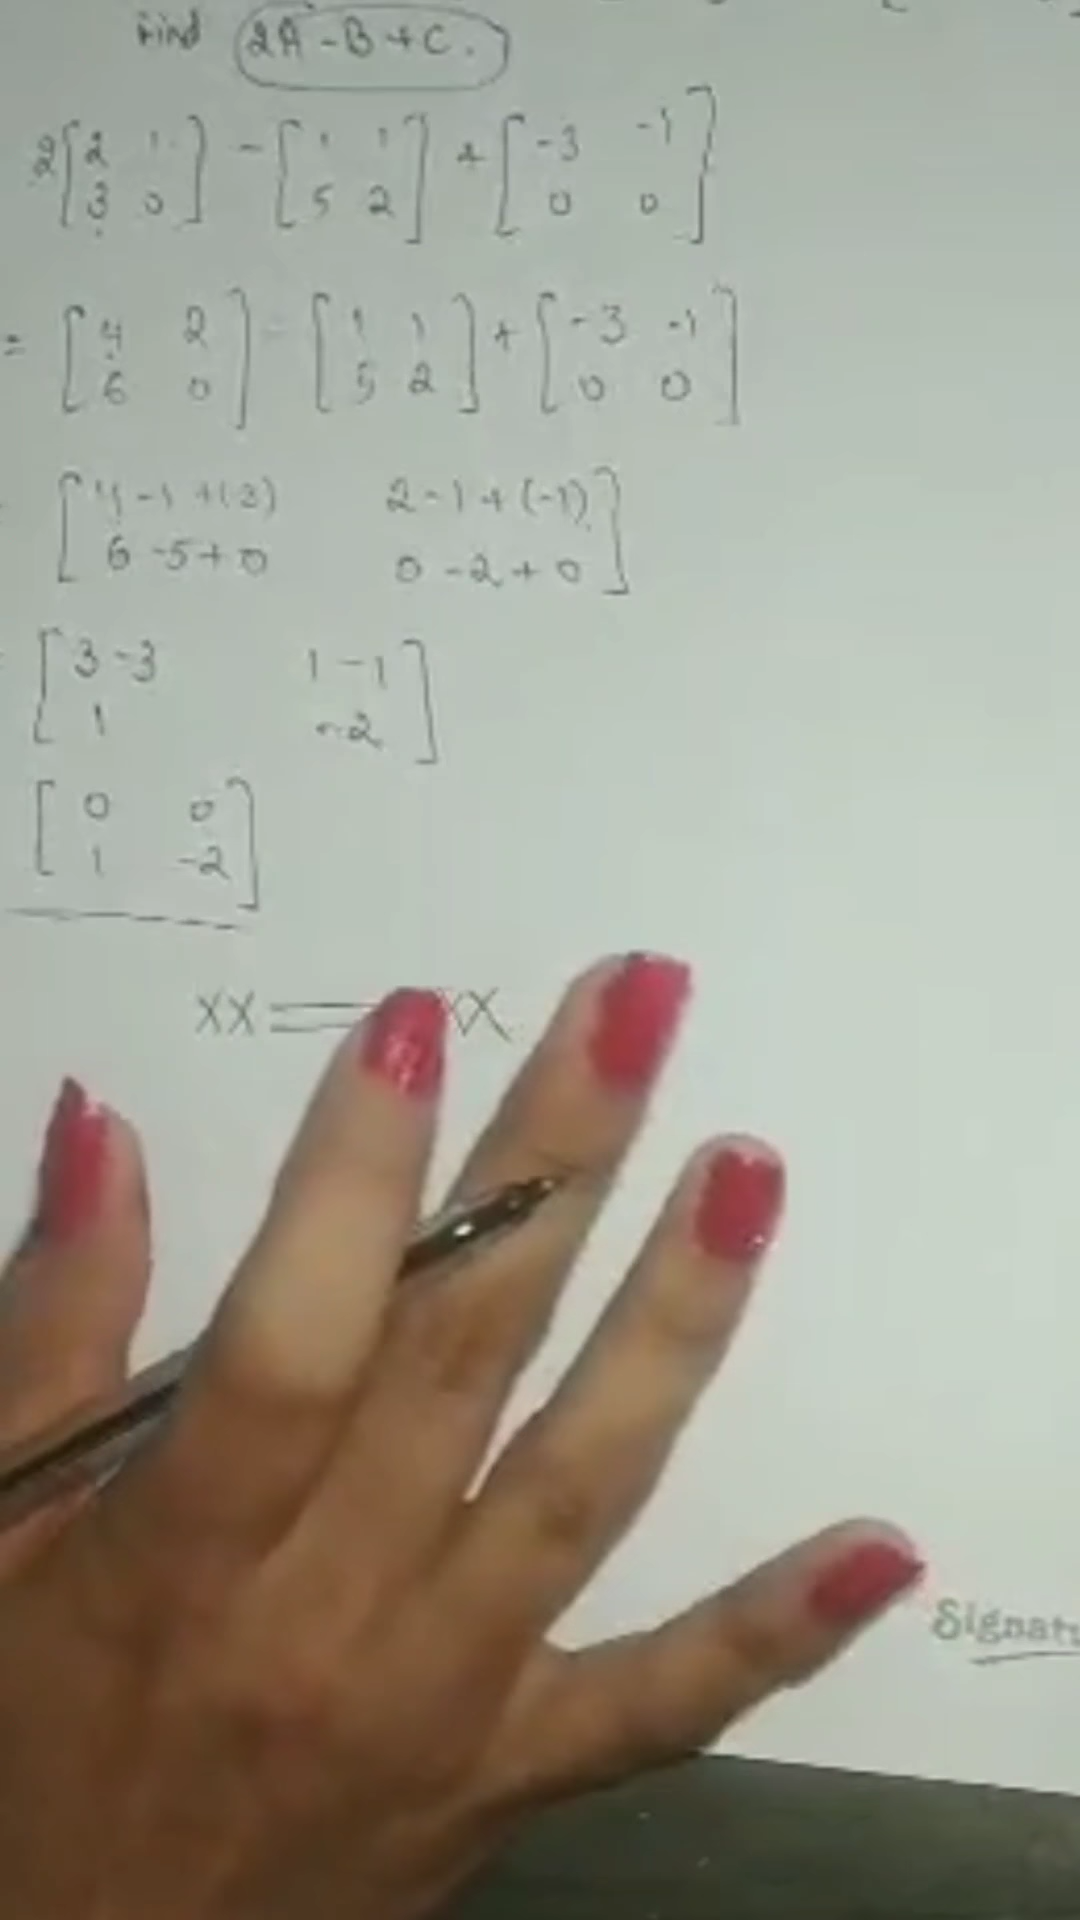 Find 2A - B + C.
2[2 1 - [1 1 + [-3 -1]
3 0] 5 2] 0 0]
= [4 2] - [1 1] + [-3 -1]
6 0 5 2 0 0
[4-1+(3) 2-1+(-1)]
6-5+0 0-2+0
[3-3 1-1]
1 -2
[0 0]
1 -2
XX